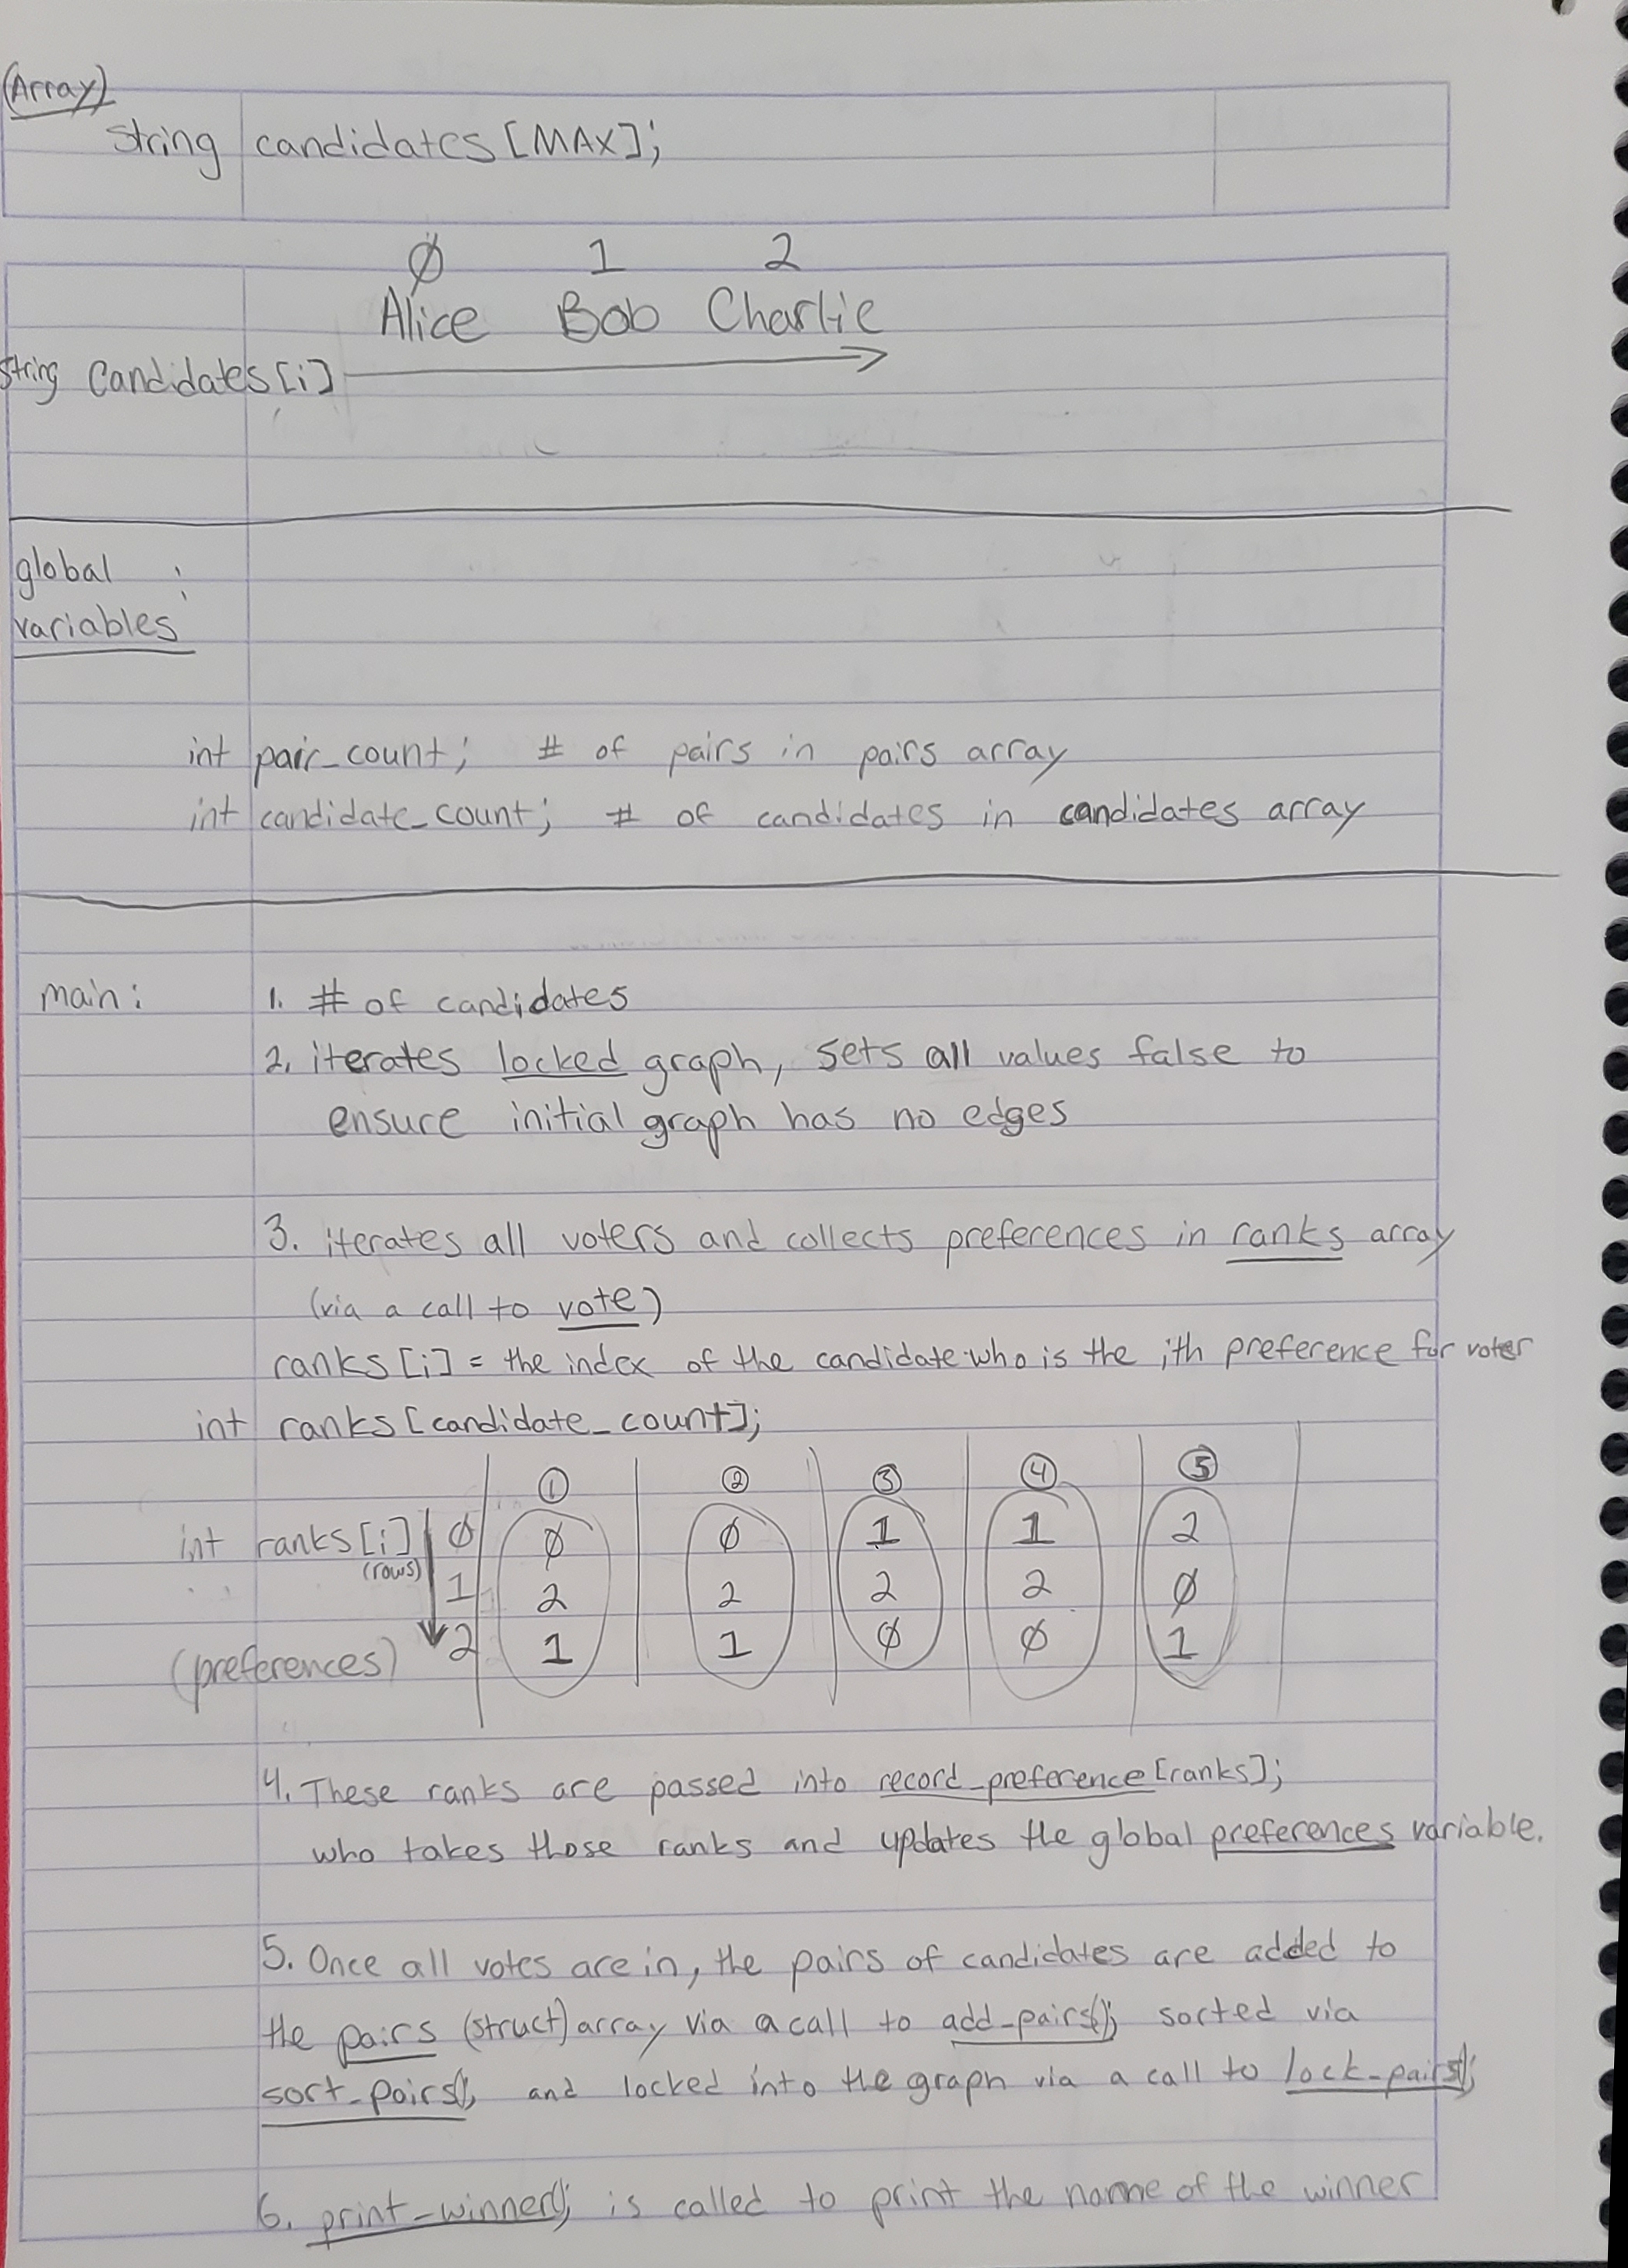 (Array)
string candidates [MAX];
Ø 1 2
Alice Bob Charlie
string Candidates[i]
global :
variables
int pair_count; # of pairs in pairs array
int candidate_count; # of candidates in candidates array
main: 1. # of candidates
2. iterates locked graph, sets all values false to
ensure initial graph has no edges
3. iterates all voters and collects preferences in ranks array
(via a call to vote)
ranks [i] = the index of the candidate who is the ith preference for voter
int ranks [candidate_count];
① ② ③ ④ ⑤
int ranks [i] Ø Ø Ø 1 1 2
(rows) 1 2 2 2 2 Ø
(preferences) 2 1 1 Ø Ø 1
4. These ranks are passed into record_preference [ranks];
who takes those ranks and updates the global preferences variable.
5. Once all votes are in, the pairs of candidates are added to
the pairs (struct) array via a call to add_pairs(); sorted via
sort_pairs(); and locked into the graph via a call to lock_pairs();
6. print_winner(); is called to print the name of the winner